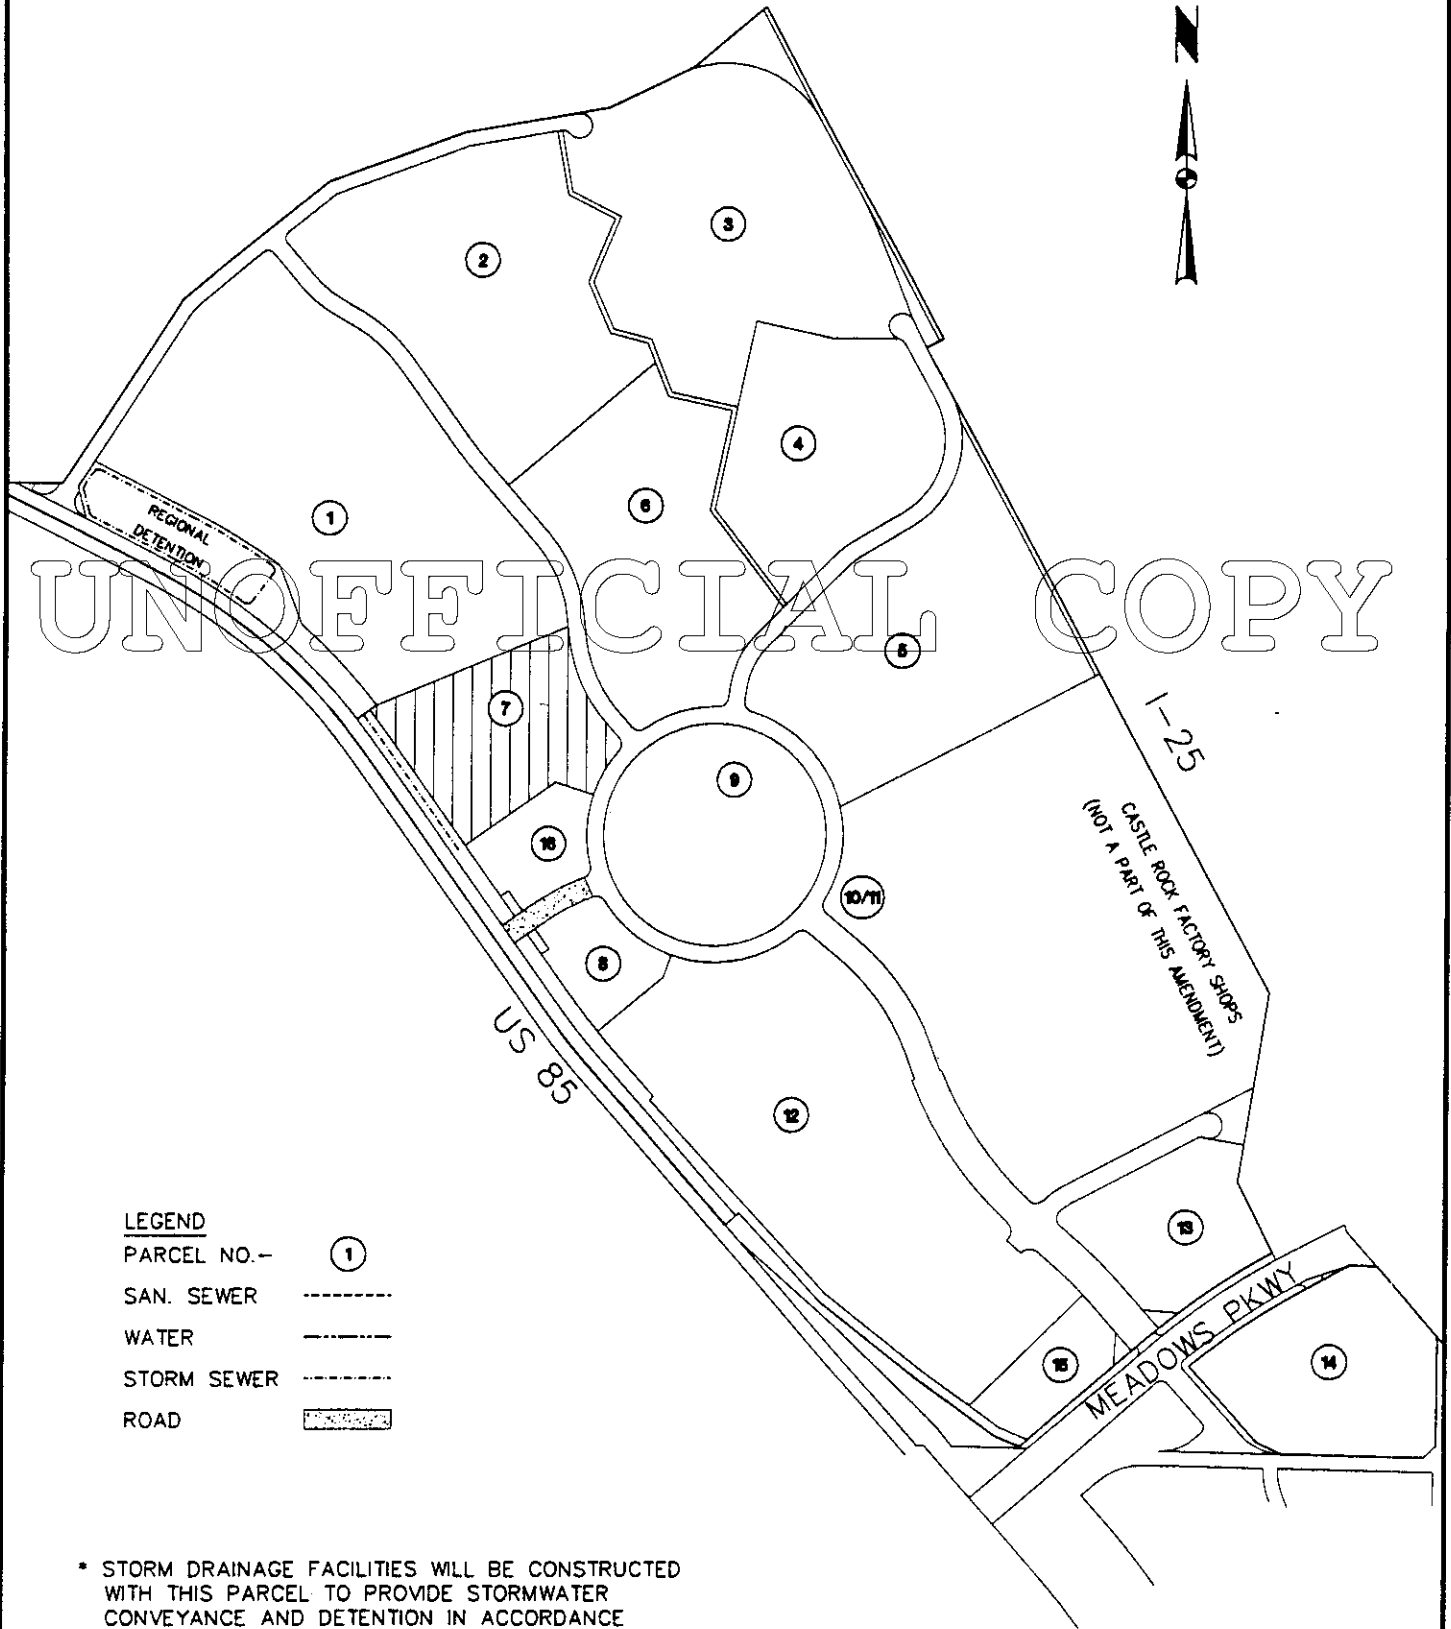 N
3
2
4
1
6
REGIONAL
DETENTION
UNOFFICIAL COPY
5
7
I-25
9
16
10/11
CASTLE ROCK FACTORY SHOPS
(NOT A PART OF THIS AMENDMENT)
8
US 85
12
13
MEADOWS PKWY
15
14
LEGEND
PARCEL NO.- 1
SAN. SEWER
WATER
STORM SEWER
ROAD
* STORM DRAINAGE FACILITIES WILL BE CONSTRUCTED
WITH THIS PARCEL TO PROVIDE STORMWATER
CONVEYANCE AND DETENTION IN ACCORDANCE